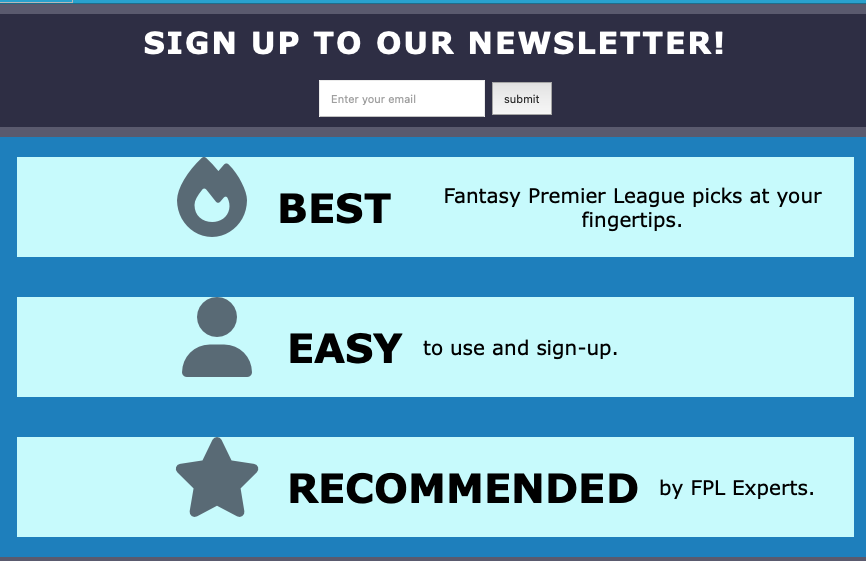 SIGN UP TO OUR NEWSLETTER!
Enter your email submit
BEST Fantasy Premier League picks at your
fingertips.
EASY to use and sign-up.
RECOMMENDED by FPL Experts.